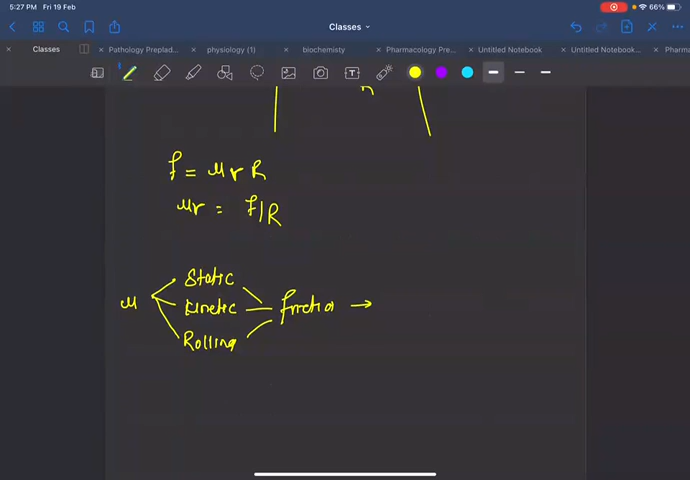 5:27 PM Fri 19 Feb
66%
Classes
Classes
Pathology Preplad...
physiology (1)
biochemisty
Pharmacology Pre...
Untitled Notebook
Untitled Notebook...
Pharma
R
f = μr R
μr = f/R
Static
μ Kinetic friction →
Rolling